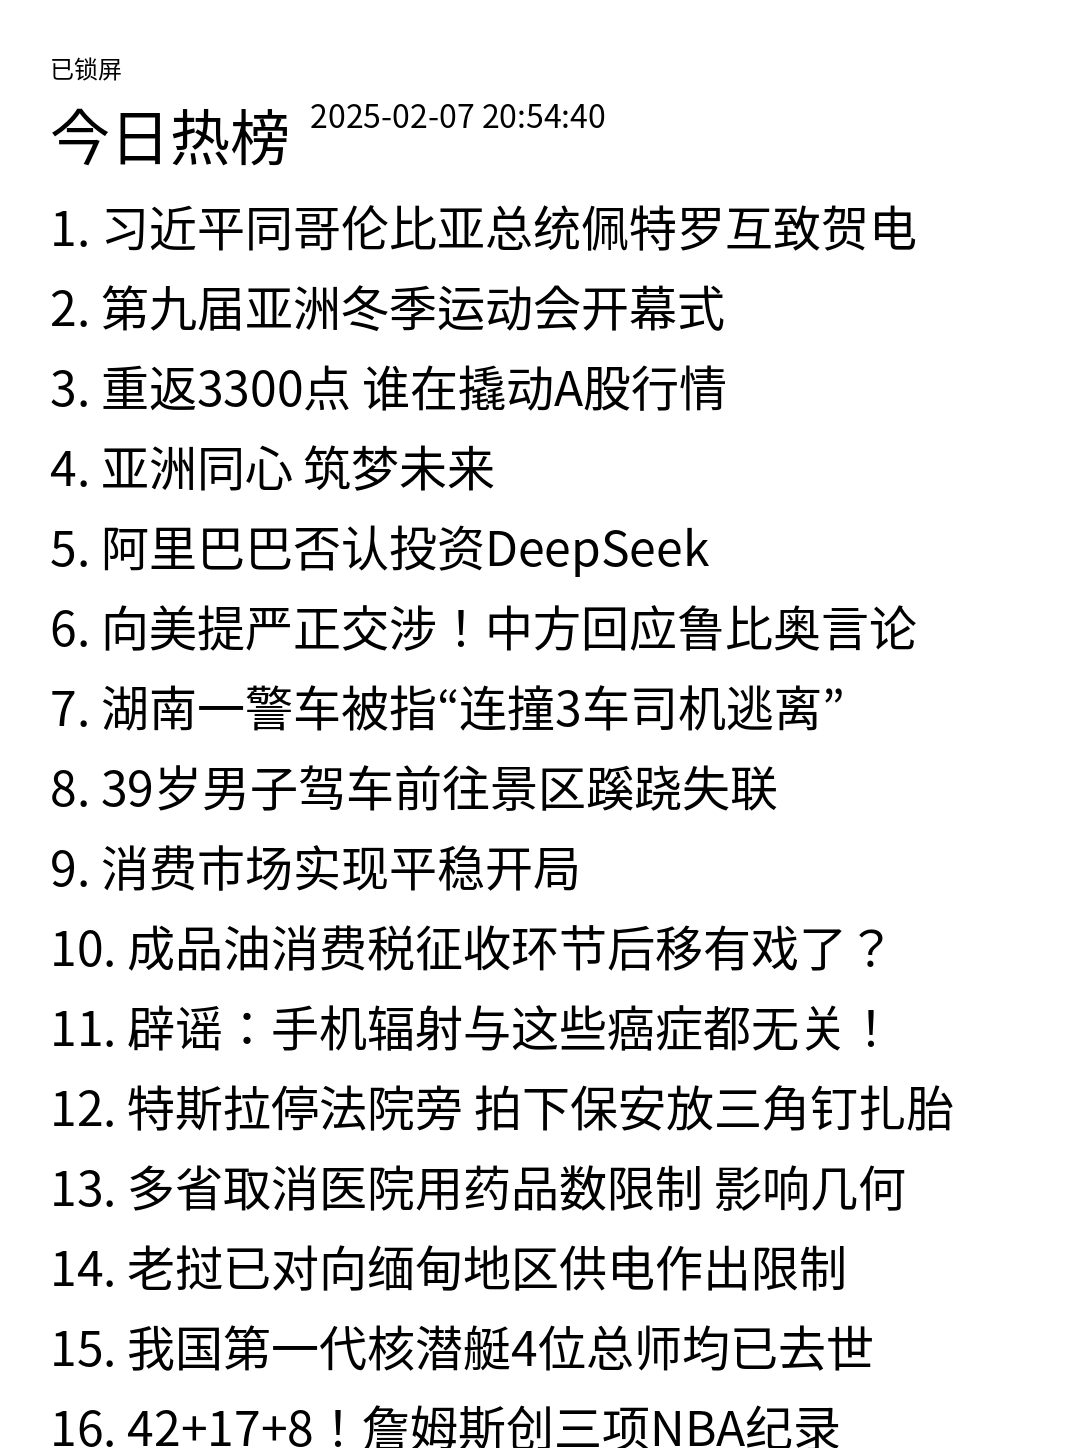 已锁屏
今日热榜 2025-02-07 20:54:40
1. 习近平同哥伦比亚总统佩特罗互致贺电
2. 第九届亚洲冬季运动会开幕式
3. 重返3300点 谁在撬动A股行情
4. 亚洲同心 筑梦未来
5. 阿里巴巴否认投资DeepSeek
6. 向美提严正交涉！中方回应鲁比奥言论
7. 湖南一警车被指“连撞3车司机逃离”
8. 39岁男子驾车前往景区蹊跷失联
9. 消费市场实现平稳开局
10. 成品油消费税征收环节后移有戏了？
11. 辟谣：手机辐射与这些癌症都无关！
12. 特斯拉停法院旁 拍下保安放三角钉扎胎
13. 多省取消医院用药品数限制 影响几何
14. 老挝已对向缅甸地区供电作出限制
15. 我国第一代核潜艇4位总师均已去世
16. 42+17+8！詹姆斯创三项NBA纪录